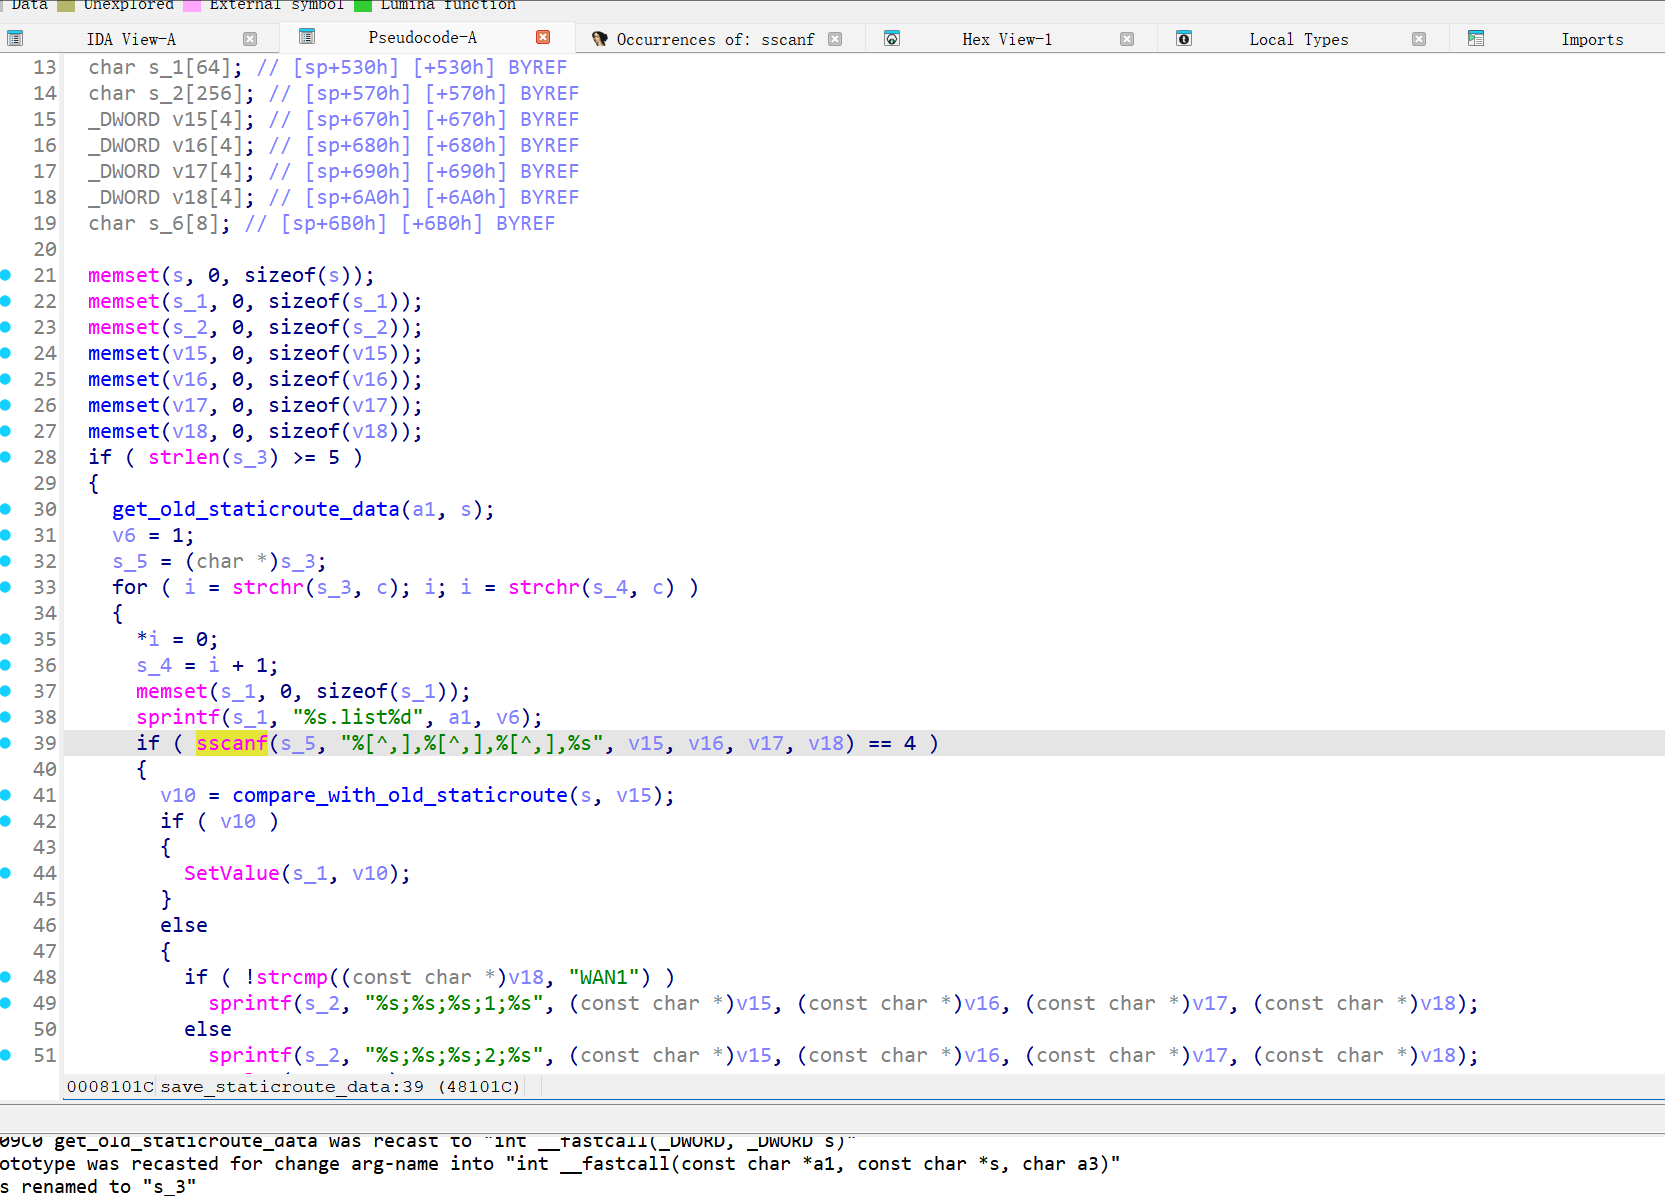 Data Unexplored External symbol Lumina function
IDA View-A Pseudocode-A Occurrences of: sscanf Hex View-1 Local Types Imports
13 char s_1[64]; // [sp+530h] [+530h] BYREF
14 char s_2[256]; // [sp+570h] [+570h] BYREF
15 _DWORD v15[4]; // [sp+670h] [+670h] BYREF
16 _DWORD v16[4]; // [sp+680h] [+680h] BYREF
17 _DWORD v17[4]; // [sp+690h] [+690h] BYREF
18 _DWORD v18[4]; // [sp+6A0h] [+6A0h] BYREF
19 char s_6[8]; // [sp+6B0h] [+6B0h] BYREF
20
21 memset(s, 0, sizeof(s));
22 memset(s_1, 0, sizeof(s_1));
23 memset(s_2, 0, sizeof(s_2));
24 memset(v15, 0, sizeof(v15));
25 memset(v16, 0, sizeof(v16));
26 memset(v17, 0, sizeof(v17));
27 memset(v18, 0, sizeof(v18));
28 if ( strlen(s_3) >= 5 )
29 {
30 get_old_staticroute_data(a1, s);
31 v6 = 1;
32 s_5 = (char *)s_3;
33 for ( i = strchr(s_3, c); i; i = strchr(s_4, c) )
34 {
35 *i = 0;
36 s_4 = i + 1;
37 memset(s_1, 0, sizeof(s_1));
38 sprintf(s_1, "%s.list%d", a1, v6);
39 if ( sscanf(s_5, "%[^,],%[^,],%[^,],%s", v15, v16, v17, v18) == 4 )
40 {
41 v10 = compare_with_old_staticroute(s, v15);
42 if ( v10 )
43 {
44 SetValue(s_1, v10);
45 }
46 else
47 {
48 if ( !strcmp((const char *)v18, "WAN1") )
49 sprintf(s_2, "%s;%s;%s;1;%s", (const char *)v15, (const char *)v16, (const char *)v17, (const char *)v18);
50 else
51 sprintf(s_2, "%s;%s;%s;2;%s", (const char *)v15, (const char *)v16, (const char *)v17, (const char *)v18);
0008101C save_staticroute_data:39 (48101C)
09C0 get_old_staticroute_data was recast to "int __fastcall(_DWORD, _DWORD s)"
ototype was recasted for change arg-name into "int __fastcall(const char *a1, const char *s, char a3)"
s renamed to "s_3"